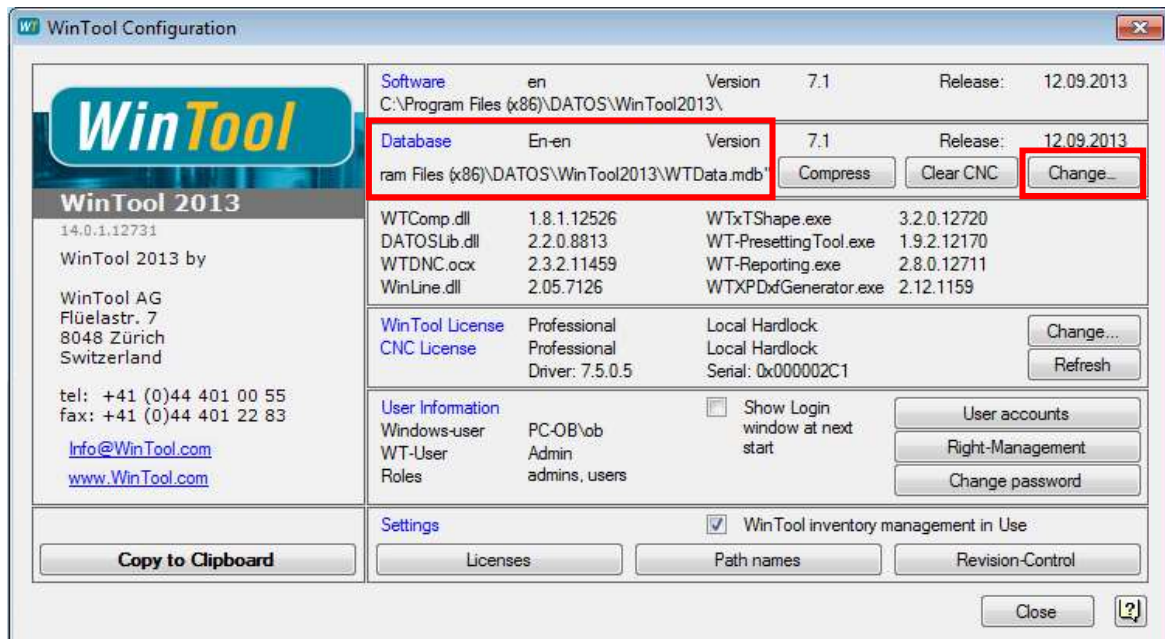 WT WinTool Configuration
WinTool
WinTool 2013
14.0.1.12731
WinTool 2013 by
WinTool AG
Flüelastr. 7
8048 Zürich
Switzerland
tel: +41 (0)44 401 00 55
fax: +41 (0)44 401 22 83
Info@WinTool.com
www.WinTool.com
Copy to Clipboard
Software en Version 7.1 Release: 12.09.2013
C:\Program Files (x86)\DATOS\WinTool2013\
Database En-en Version 7.1 Release: 12.09.2013
ram Files (x86)\DATOS\WinTool2013\WTData.mdb" Compress Clear CNC Change...
WTComp.dll 1.8.1.12526 WTxTShape.exe 3.2.0.12720
DATOSLib.dll 2.2.0.8813 WT-PresettingTool.exe 1.9.2.12170
WTDNC.ocx 2.3.2.11459 WT-Reporting.exe 2.8.0.12711
WinLine.dll 2.05.7126 WTXPDxfGenerator.exe 2.12.1159
WinTool License Professional Local Hardlock Change...
CNC License Professional Local Hardlock
Driver: 7.5.0.5 Serial: 0x000002C1 Refresh
User Information Show Login User accounts
Windows-user PC-OB\ob window at next
WT-User Admin start Right-Management
Roles admins, users Change password
Settings WinTool inventory management in Use
Licenses Path names Revision-Control
Close ?